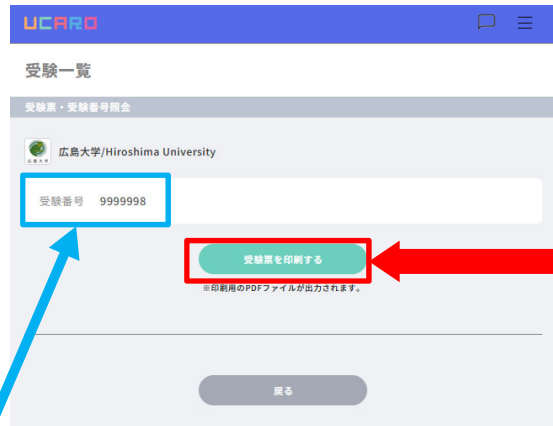 UCARO
受験一覧
受験票・受験番号照会
広島大学/Hiroshima University
受験番号 9999998
受験票を印刷する
※印刷用のPDFファイルが出力されます。
戻る